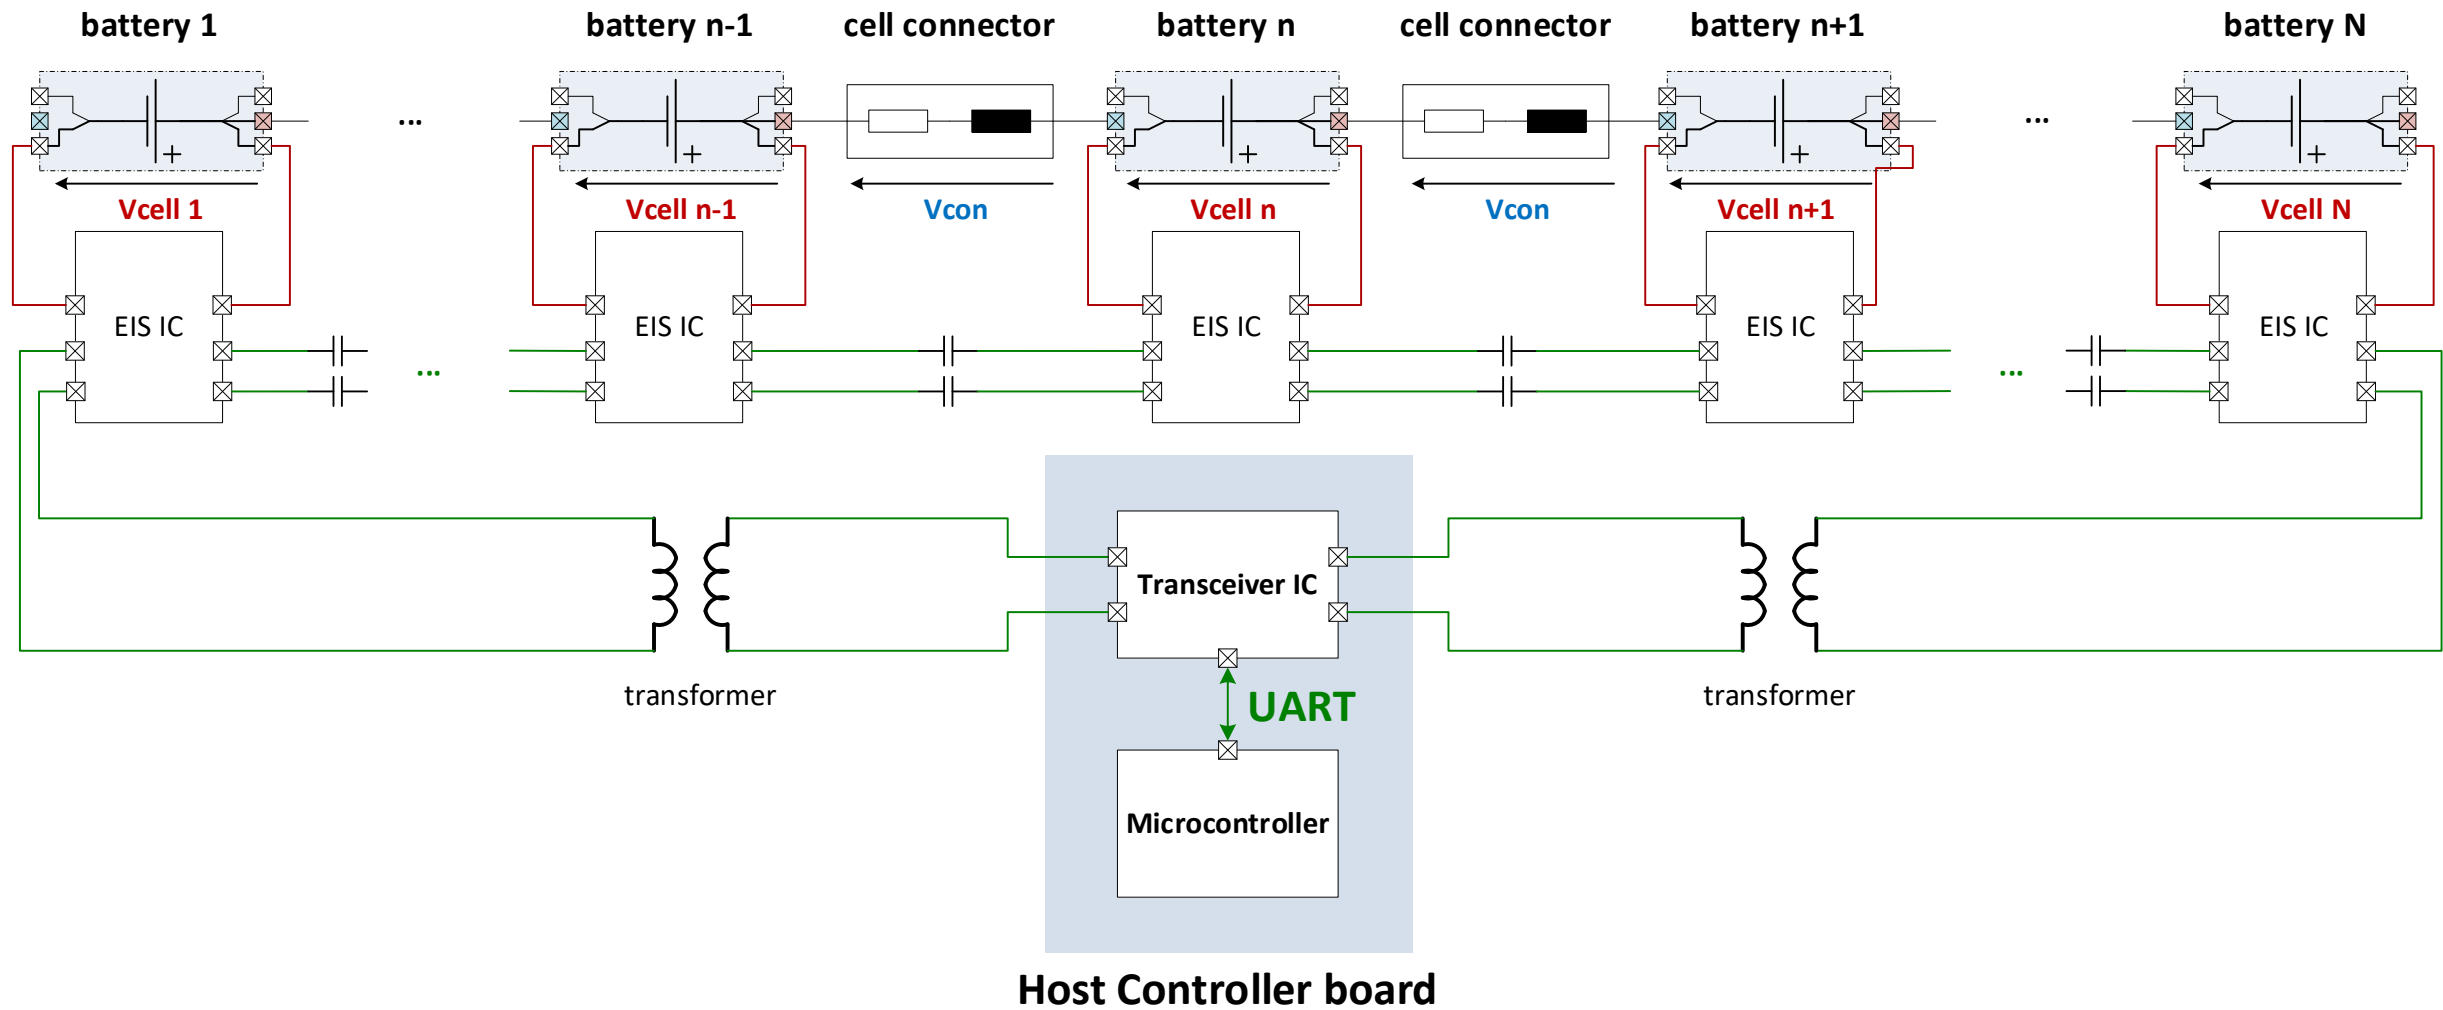 battery 1
battery n-1
cell connector
battery n
cell connector
battery n+1
battery N
...
...
+
+
+
+
+
Vcell 1
Vcell n-1
Vcon
Vcell n
Vcon
Vcell n+1
Vcell N
EIS IC
EIS IC
EIS IC
EIS IC
EIS IC
...
...
Transceiver IC
transformer
transformer
UART
Microcontroller
Host Controller board